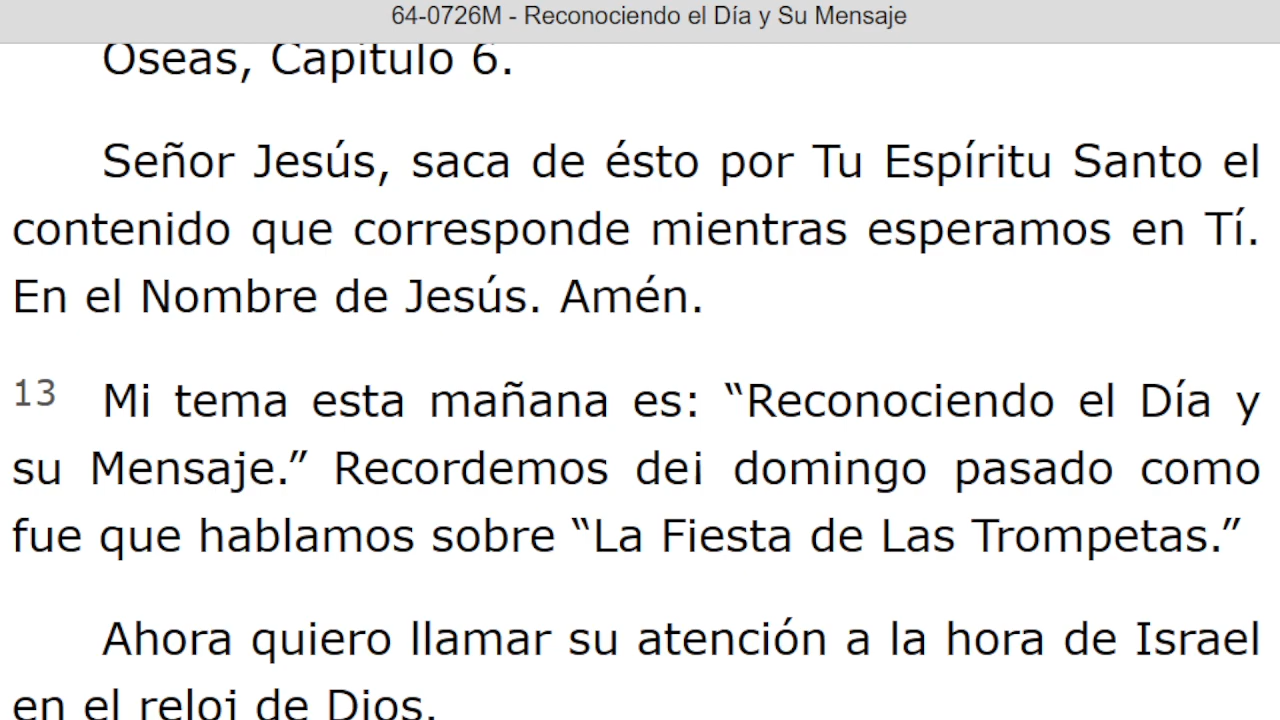 64-0726M - Reconociendo el Día y Su Mensaje
Oseas, Capítulo 6.
Señor Jesús, saca de ésto por Tu Espíritu Santo el
contenido que corresponde mientras esperamos en Tí.
En el Nombre de Jesús. Amén.
13 Mi tema esta mañana es: “Reconociendo el Día y
su Mensaje.” Recordemos dei domingo pasado como
fue que hablamos sobre “La Fiesta de Las Trompetas.”
Ahora quiero llamar su atención a la hora de Israel
en el reloj de Dios.